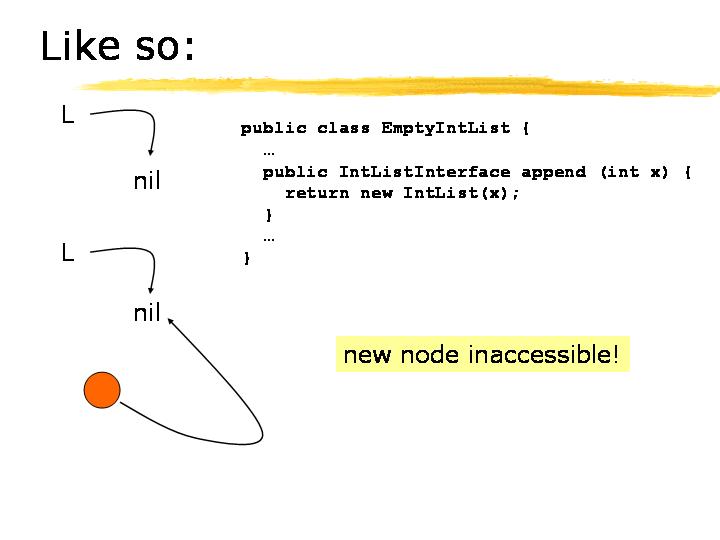 Like so:
L
nil
public class EmptyIntList {
…
public IntListInterface append (int x) {
return new IntList(x);
}
…
}
L
nil
new node inaccessible!